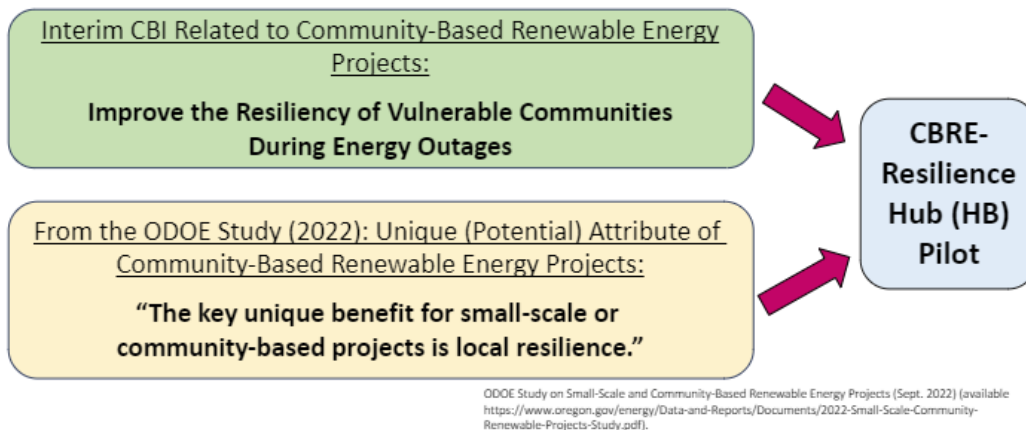 Interim CBI Related to Community-Based Renewable Energy
Projects:
Improve the Resiliency of Vulnerable Communities
During Energy Outages
From the ODOE Study (2022): Unique (Potential) Attribute of
Community-Based Renewable Energy Projects:
“The key unique benefit for small-scale or
community-based projects is local resilience.”
CBRE-
Resilience
Hub (HB)
Pilot
ODOE Study on Small-Scale and Community-Based Renewable Energy Projects (Sept. 2022) (available
https://www.oregon.gov/energy/Data-and-Reports/Documents/2022-Small-Scale-Community-
Renewable-Projects-Study.pdf).